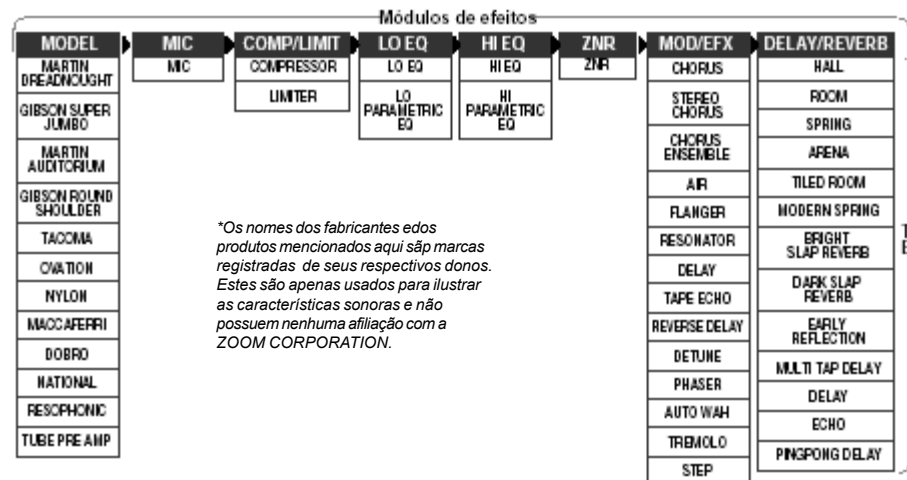 Módulos de efeitos
MODEL
MARTIN
DREADNOUGHT
GIBSON SUPER
JUMBO
MARTIN
AUDITORIUM
GIBSON ROUND
SHOULDER
TACOMA
OVATION
NYLON
MACCAFERRI
DOBRO
NATIONAL
RESOPHONIC
TUBE PRE AMP
MIC
MIC
COMP/LIMIT
COMPRESSOR
LIMITER
LO EQ
LO EQ
LO
PARAMETRIC
EQ
HI EQ
HI EQ
HI
PARAMETRIC
EQ
ZNR
ZNR
MOD/EFX
CHORUS
STEREO
CHORUS
CHORUS
ENSEMBLE
AIR
FLANGER
RESONATOR
DELAY
TAPE ECHO
REVERSE DELAY
DETUNE
PHASER
AUTO WAH
TREMOLO
STEP
DELAY/REVERB
HALL
ROOM
SPRING
ARENA
TILED ROOM
MODERN SPRING
BRIGHT
SLAP REVERB
DARK SLAP
REVERB
EARLY
REFLECTION
MULTI TAP DELAY
DELAY
ECHO
PINGPONG DELAY
*Os nomes dos fabricantes edos
produtos mencionados aqui sãp marcas
registradas de seus respectivos donos.
Estes são apenas usados para ilustrar
as características sonoras e não
possuem nenhuma afiliação com a
ZOOM CORPORATION.